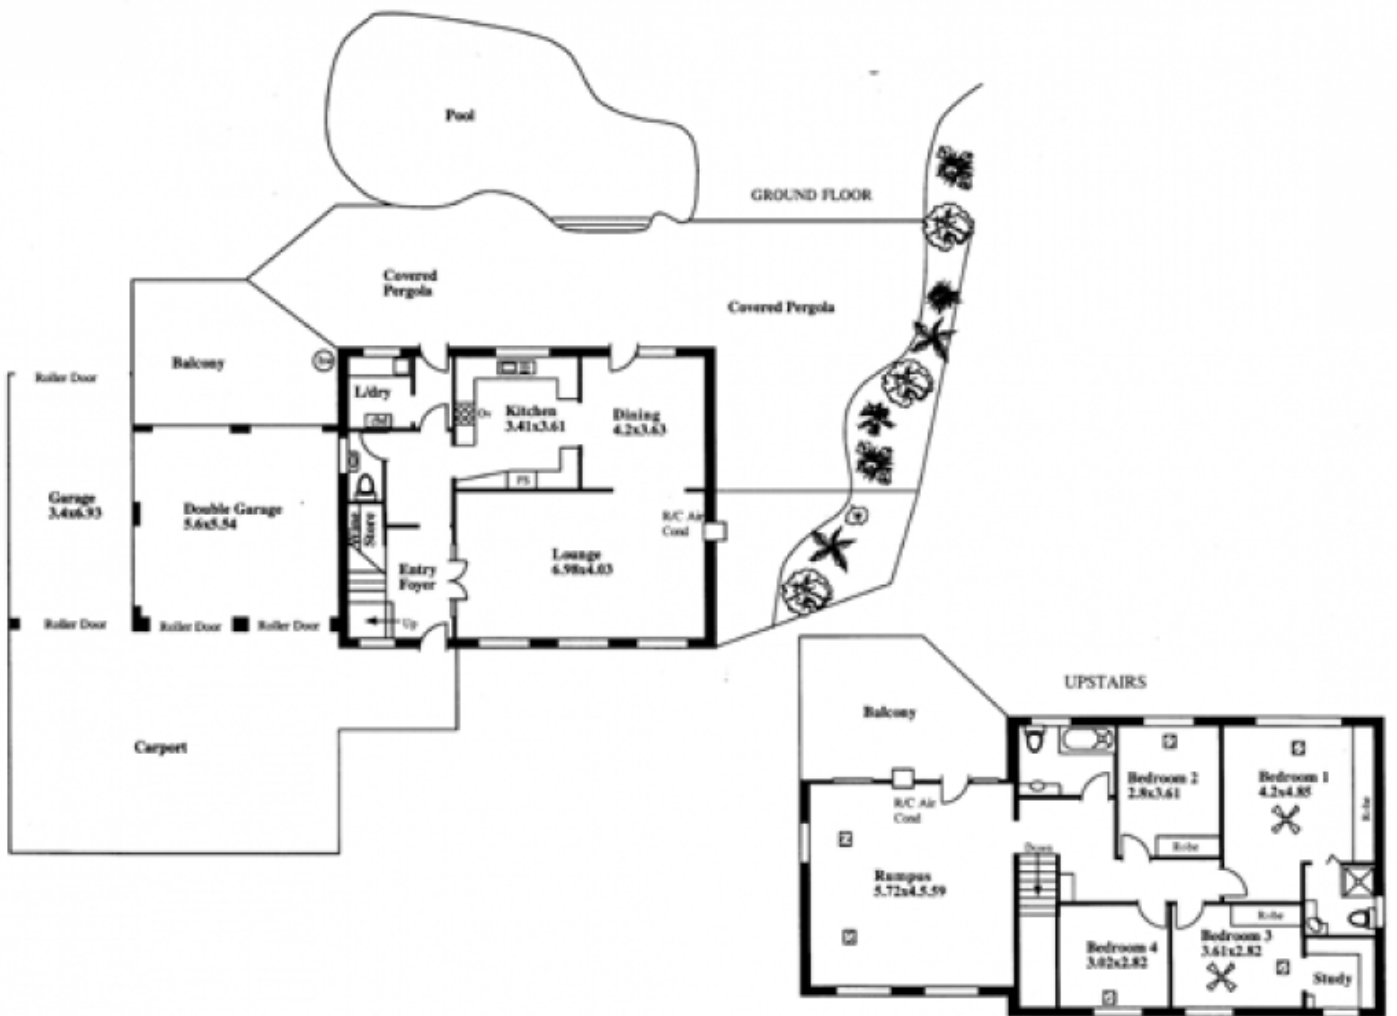 Pool
GROUND FLOOR
Covered
Pergola
Covered Pergola
Balcony
Roller Door
L/dry
Ov
Kitchen
3.41x3.61
Dining
4.2x3.63
PS
Garage
3.4x6.93
Double Garage
5.6x5.54
Wine
Store
R/C Air
Cond
Lounge
6.98x4.03
Entry
Foyer
Up
Roller Door
Roller Door
Roller Door
Carport
UPSTAIRS
Balcony
R/C Air
Cond
Bedroom 2
2.8x3.61
Bedroom 1
4.2x4.85
Robe
Robe
Down
Rumpus
5.72x4.5.59
Robe
Bedroom 4
3.02x2.82
Bedroom 3
3.61x2.82
Study